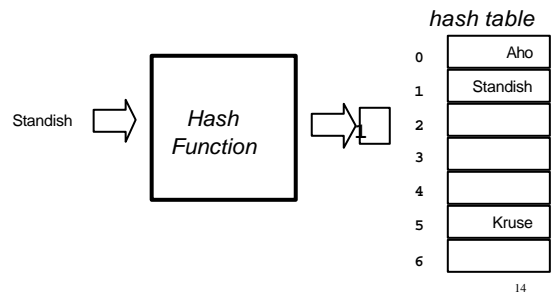 hash table
0 Aho
1 Standish
Standish
Hash
Function
1
2
3
4
5 Kruse
6
14